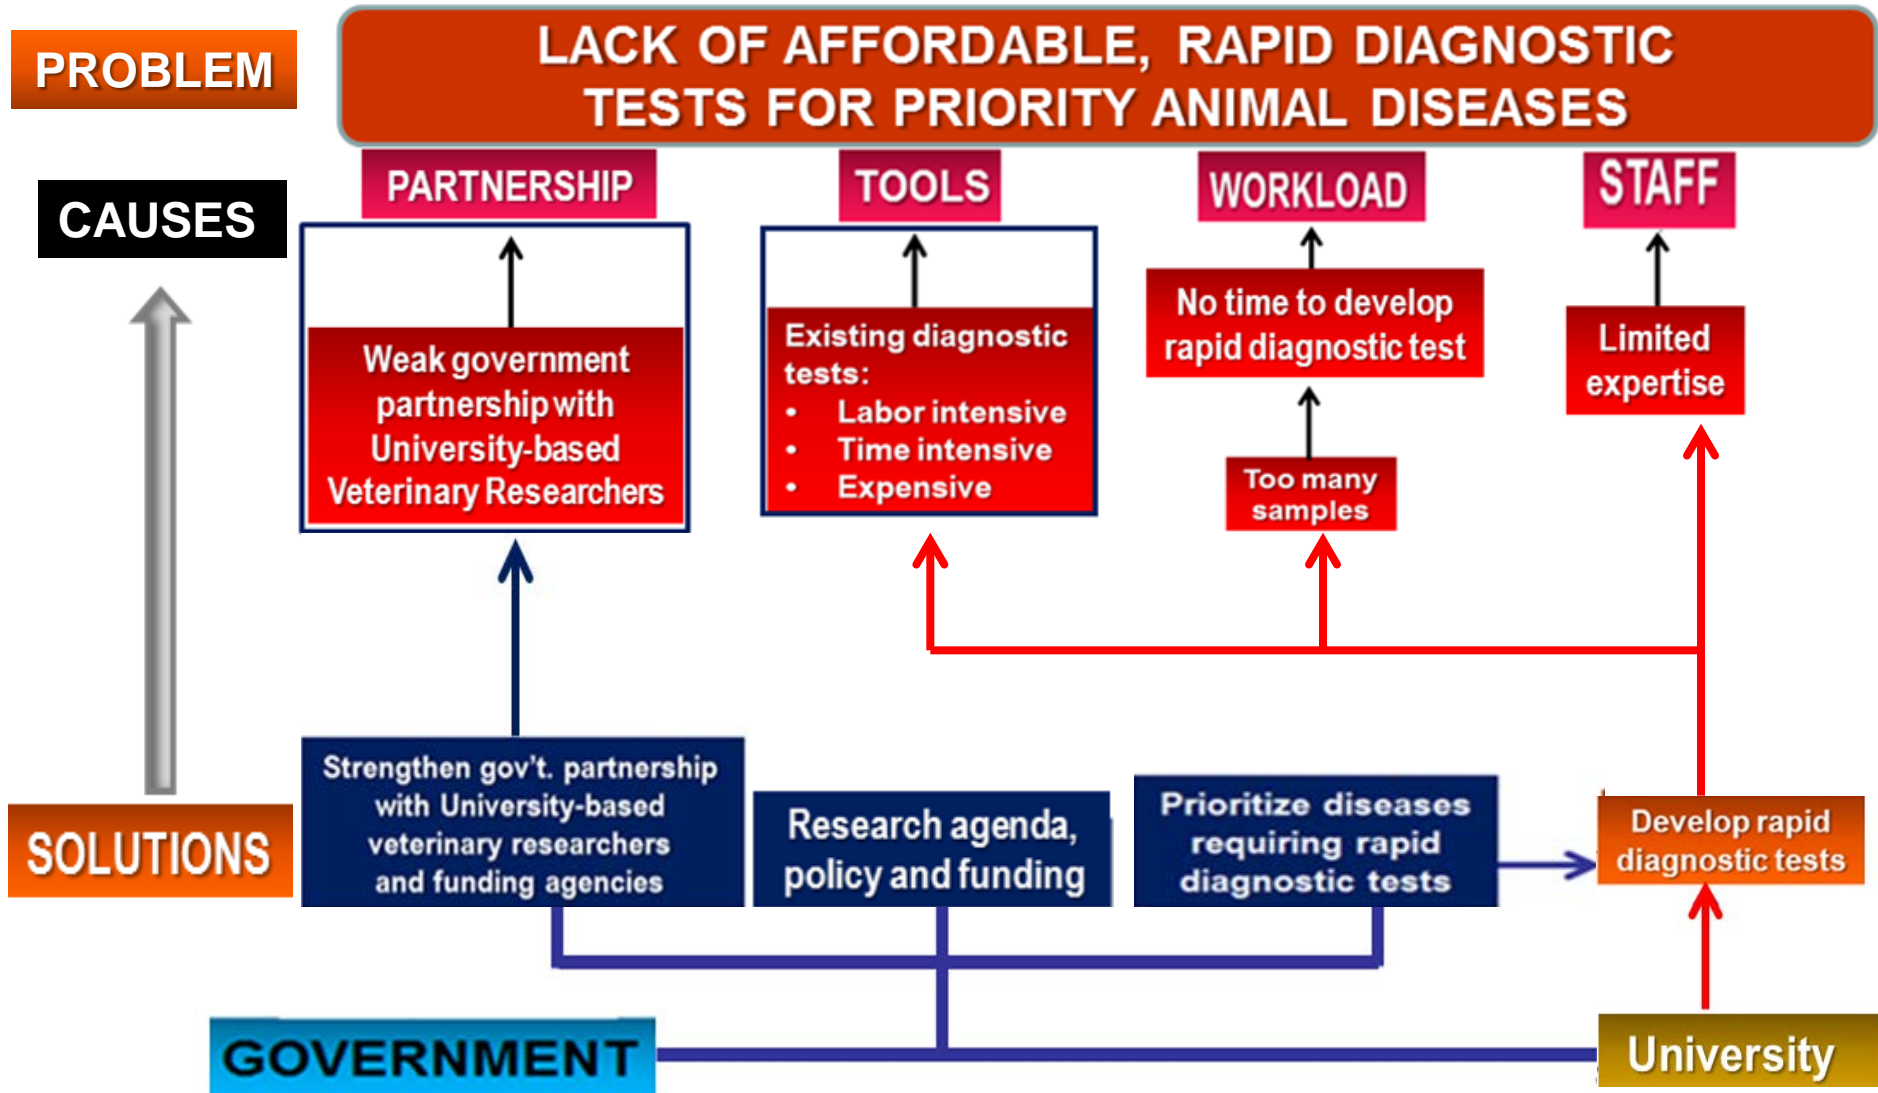 PROBLEM
LACK OF AFFORDABLE, RAPID DIAGNOSTIC
TESTS FOR PRIORITY ANIMAL DISEASES
CAUSES
PARTNERSHIP
TOOLS
WORKLOAD
STAFF
Weak government
partnership with
University-based
Veterinary Researchers
Existing diagnostic
tests:
• Labor intensive
• Time intensive
• Expensive
No time to develop
rapid diagnostic test
Too many
samples
Limited
expertise
SOLUTIONS
Strengthen gov't. partnership
with University-based
veterinary researchers
and funding agencies
Research agenda,
policy and funding
Prioritize diseases
requiring rapid
diagnostic tests
Develop rapid
diagnostic tests
GOVERNMENT
University